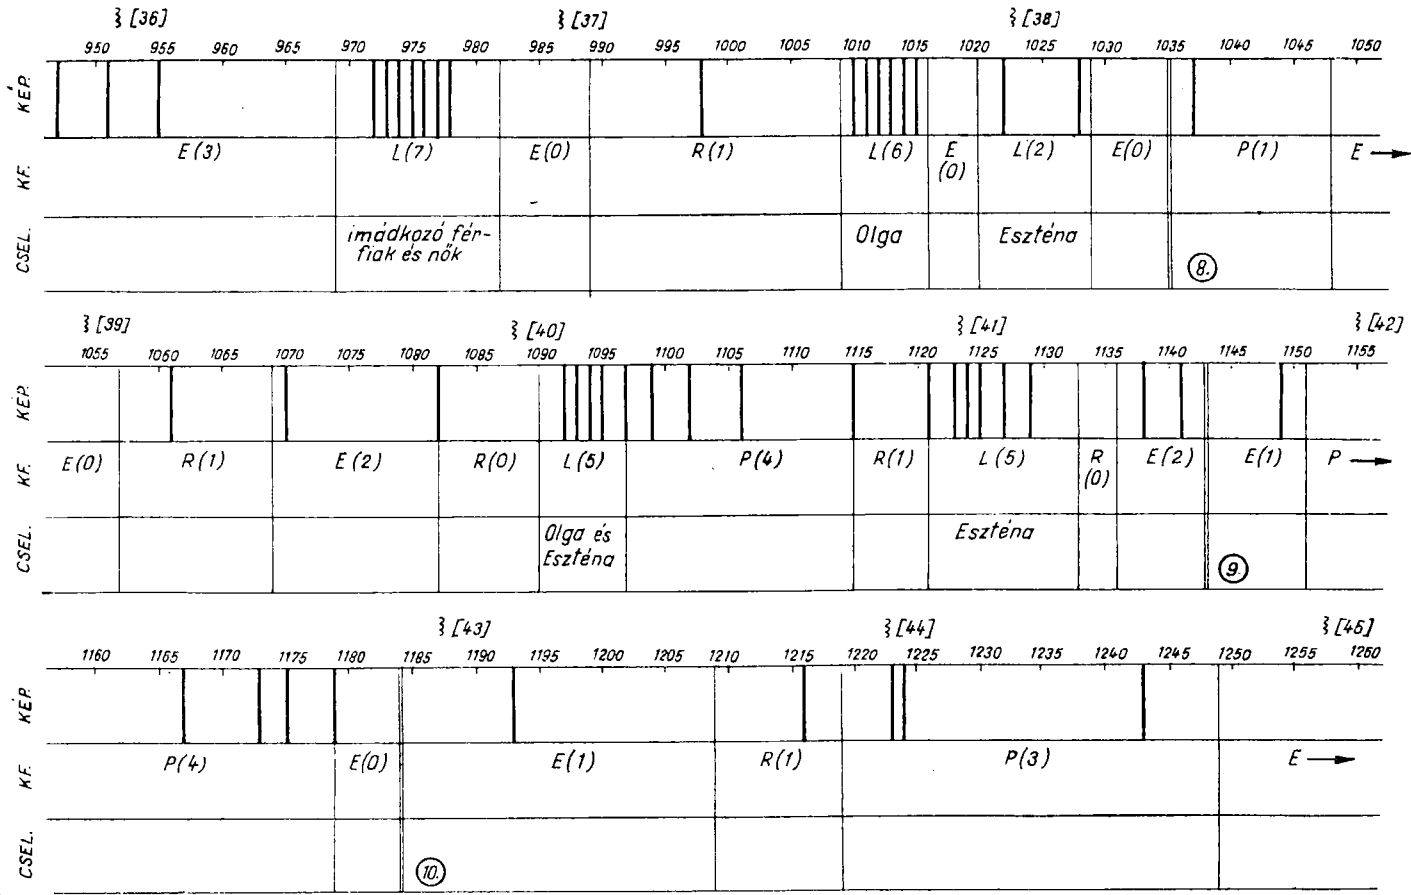 ξ [36] ξ [37] ξ [38]
950 955 960 965 970 975 980 985 990 995 1000 1005 1010 1015 1020 1025 1030 1035 1040 1045 1050
KÉP.
KF. E(3) L(7) E(0) R(1) L(6) E (0) L(2) E(0) P(1) E →
CSEL. imádkozó fér-
fiak és nők Olga Eszténa 8.
ξ [39] ξ [40] ξ [41] ξ [42]
1055 1061 1065 1070 1075 1080 1085 1090 1095 1100 1105 1110 1115 1120 1125 1130 1135 1140 1145 1150 1155
KÉP.
KF. E(0) R(1) E(2) R(0) L(5) P(4) R(1) L(5) R (0) E(2) E(1) P →
CSEL. Olga és
Eszténa Eszténa 9.
ξ [43] ξ [44] ξ [45]
1160 1165 1170 1175 1180 1185 1190 1195 1200 1205 1210 1215 1220 1225 1230 1235 1240 1245 1250 1255 1260
KÉP.
KF. P(4) E(0) E(1) R(1) P(3) E →
CSEL. 10.